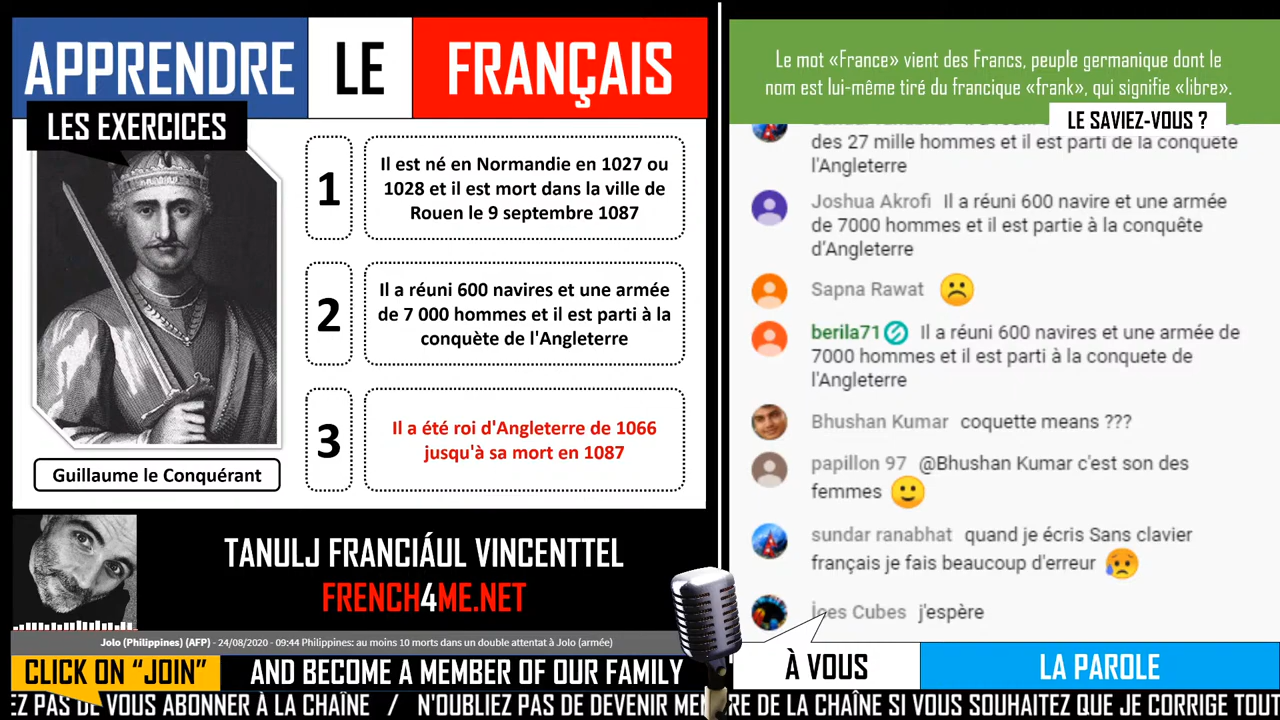 APPRENDRE LE FRANÇAIS
LES EXERCICES
1
Il est né en Normandie en 1027 ou
1028 et il est mort dans la ville de
Rouen le 9 septembre 1087
2
Il a réuni 600 navires et une armée
de 7 000 hommes et il est parti à la
conquète de l'Angleterre
3
Il a été roi d'Angleterre de 1066
jusqu'à sa mort en 1087
Guillaume le Conquérant
TANULJ FRANCIÁUL VINCENTTEL
FRENCH4ME.NET
Jolo (Philippines) (AFP) - 24/08/2020 - 09:44 Philippines: au moins 10 morts dans un double attentat à Jolo (armée)
CLICK ON “JOIN” AND BECOME A MEMBER OF OUR FAMILY
Le mot «France» vient des Francs, peuple germanique dont le
nom est lui-même tiré du francique «frank», qui signifie «libre».
LE SAVIEZ-VOUS ?
des 27 mille hommes et il est parti de la conquête
l'Angleterre
Joshua Akrofi Il a réuni 600 navire et une armée
de 7000 hommes et il est partie à la conquête
d'Angleterre
Sapna Rawat
berila71 Il a réuni 600 navires et une armée de
7000 hommes et il est parti à la conquete de
l'Angleterre
Bhushan Kumar coquette means ???
papillon 97 @Bhushan Kumar c'est son des
femmes
sundar ranabhat quand je écris Sans clavier
français je fais beaucoup d'erreur
Cubes j'espère
À VOUS LA PAROLE
EZ PAS DE VOUS ABONNER À LA CHAÎNE / N'OUBLIEZ PAS DE DEVENIR MEMBRE DE LA CHAÎNE SI VOUS SOUHAITEZ QUE JE CORRIGE TOUT